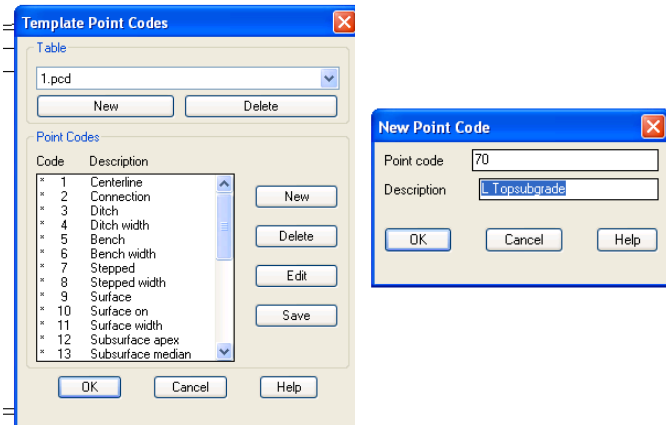 Template Point Codes
Table
1.pcd
New Delete
Point Codes
Code Description
* 1 Centerline
* 2 Connection
* 3 Ditch
* 4 Ditch width
* 5 Bench
* 6 Bench width
* 7 Stepped
* 8 Stepped width
* 9 Surface
* 10 Surface on
* 11 Surface width
* 12 Subsurface apex
* 13 Subsurface median
New
Delete
Edit
Save
OK Cancel Help
New Point Code
Point code 70
Description L Topsubgrade
OK Cancel Help